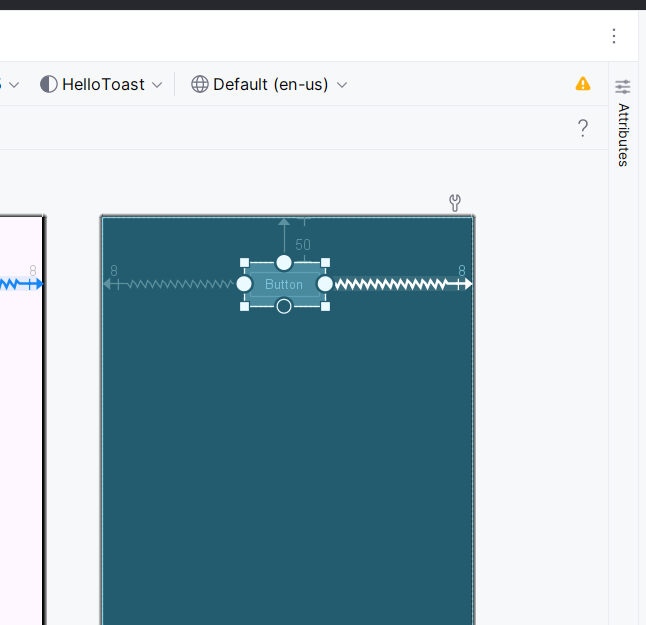 HelloToast
Default (en-us)
?
Attributes
50
8
8
8
Button